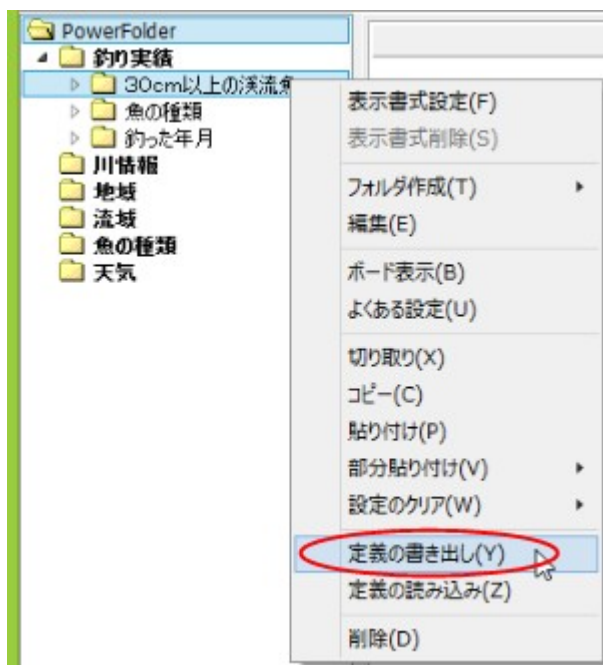 PowerFolder
釣り実績
30cm以上の渓流魚
魚の種類
釣った年月
川情報
地域
流域
魚の種類
天気
表示書式設定(F)
表示書式削除(S)
フォルダ作成(T)
編集(E)
ボード表示(B)
よくある設定(U)
切り取り(X)
コピー(C)
貼り付け(P)
部分貼り付け(V)
設定のクリア(W)
定義の書き出し(Y)
定義の読み込み(Z)
削除(D)